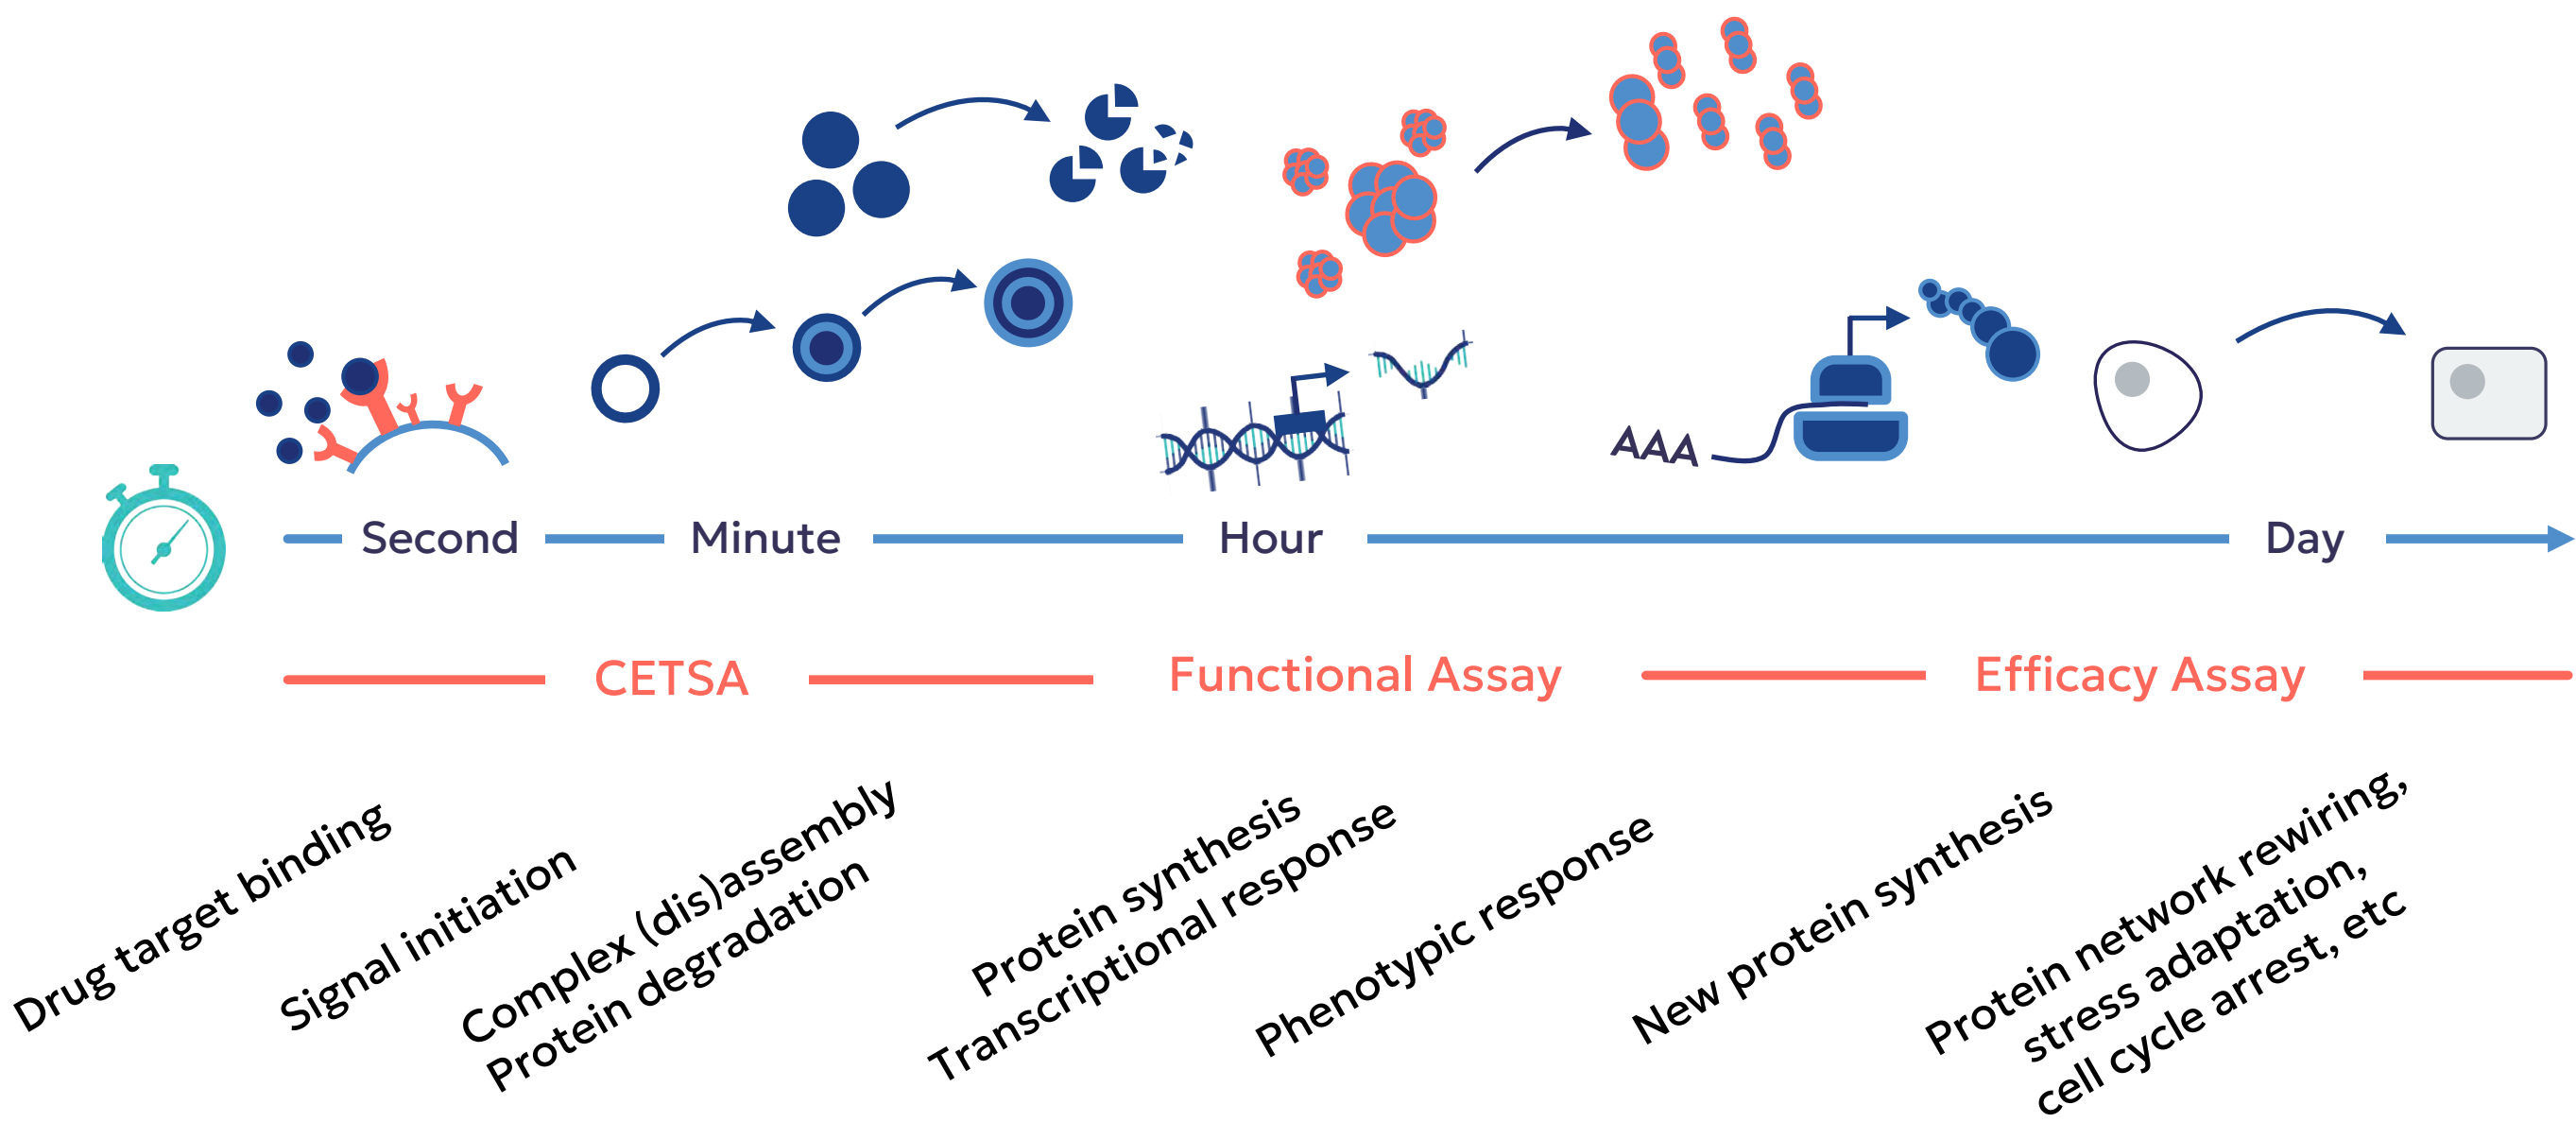 AAA
Second
Minute
Hour
Day
CETSA
Functional Assay
Efficacy Assay
Drug target binding
Signal initiation
Complex (dis)assembly
Protein degradation
Protein synthesis
Transcriptional response
Phenotypic response
New protein synthesis
Protein network rewiring,
stress adaptation,
cell cycle arrest, etc